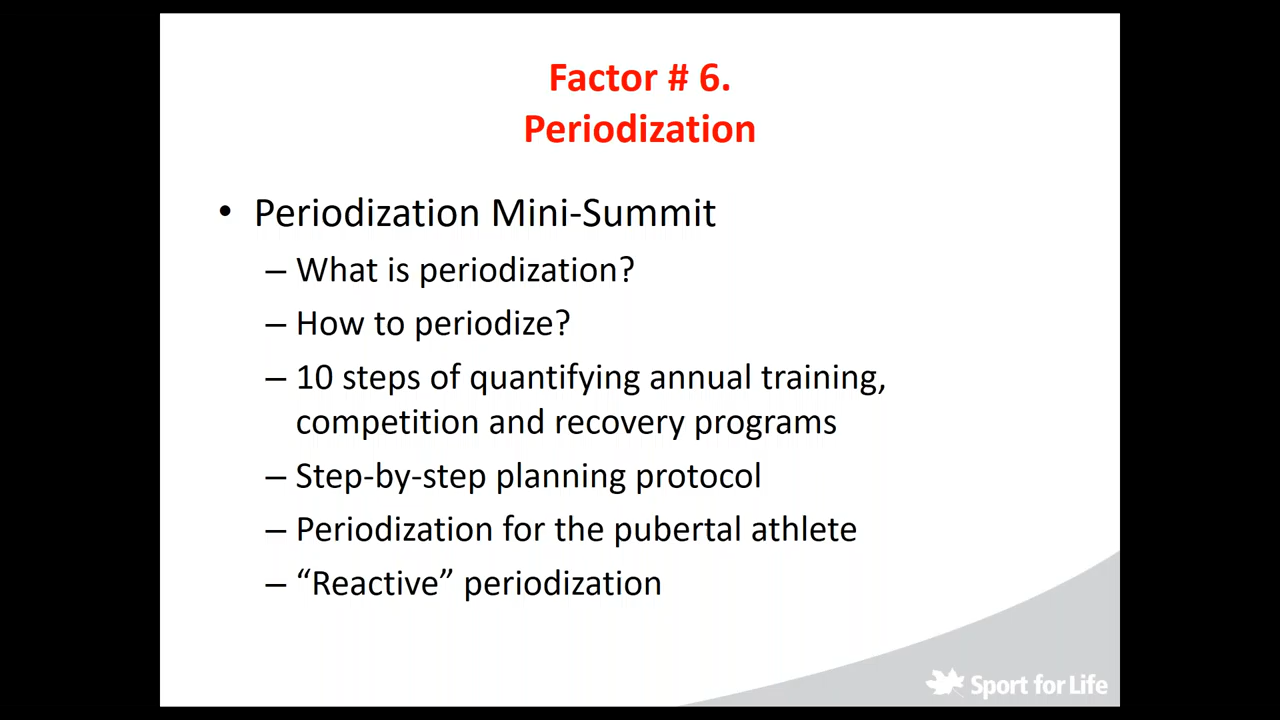 Factor # 6.
Periodization
• Periodization Mini-Summit
– What is periodization?
– How to periodize?
– 10 steps of quantifying annual training,
competition and recovery programs
– Step-by-step planning protocol
– Periodization for the pubertal athlete
– “Reactive” periodization
Sport for Life